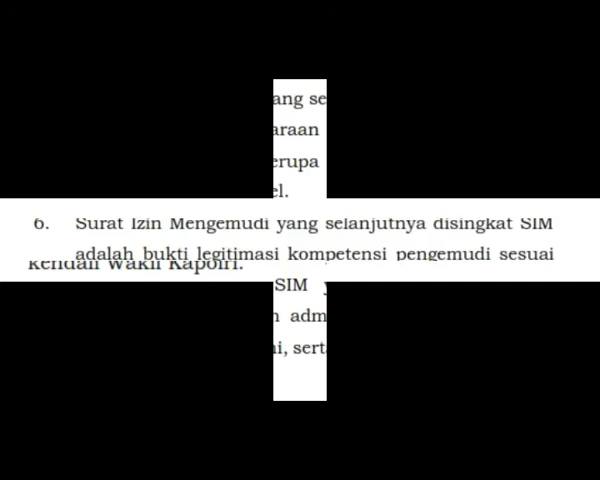 ang se
araan
erupa
el.
6. Surat Izin Mengemudi yang selanjutnya disingkat SIM
adalah bukti legitimasi kompetensi pengemudi sesuai
kendali Wakil Kapolri.
SIM
adm
i, sert